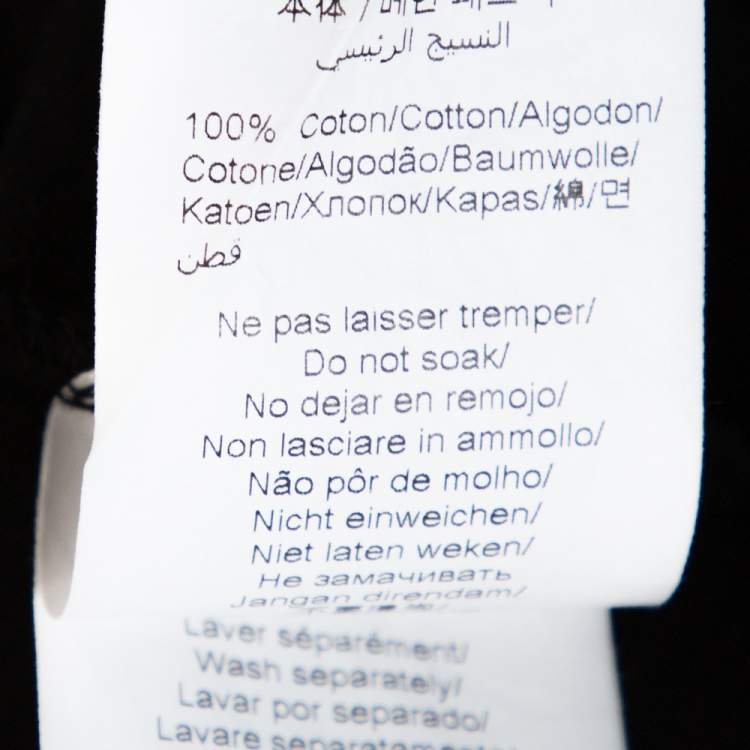 本体 /
النسيج الرئيسي
100% Coton/Cotton/Algodon/
Cotone/Algodão/Baumwolle/
Katoen/Хлопок/Kapas/綿/면
قطن
Ne pas laisser tremper/
Do not soak/
No dejar en remojo/
Non lasciare in ammollo/
Não pôr de molho/
Nicht einweichen/
Niet laten weken/
Не замачивать
Jangan direndam/
Laver séparément/
Wash separately/
Lavar por separado/
Lavare